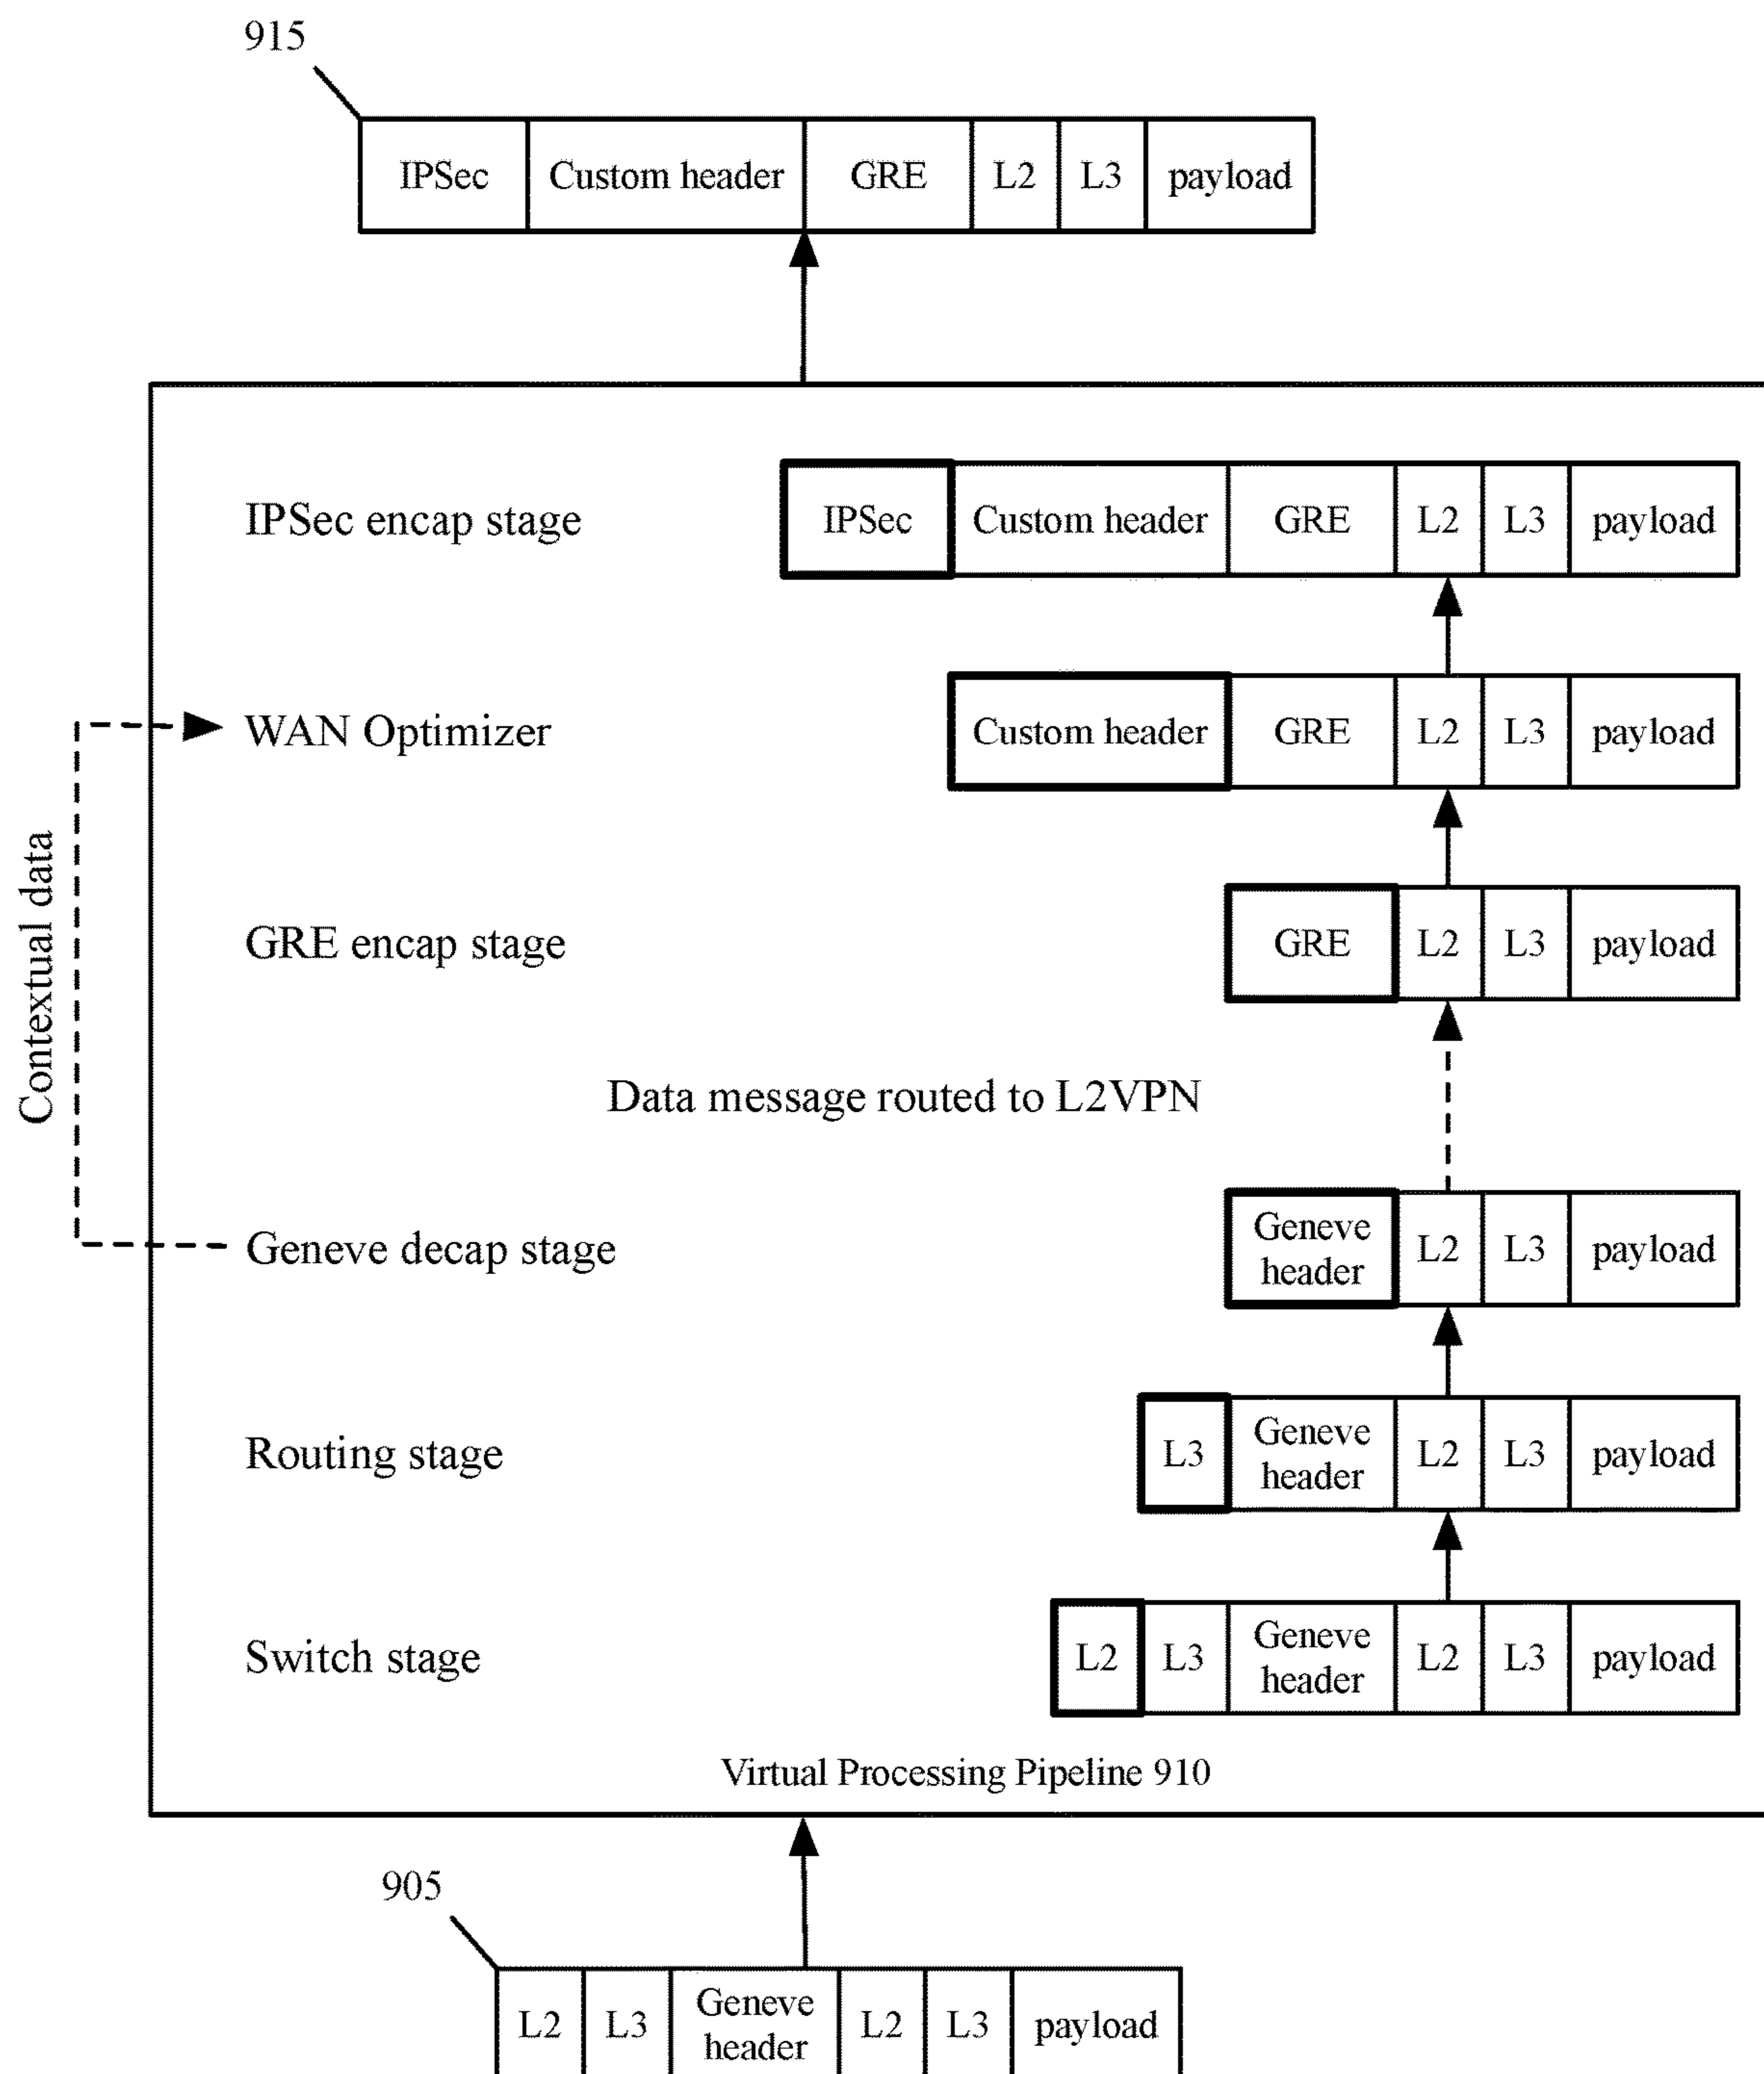 915
IPSec Custom header GRE L2 L3 payload
IPSec encap stage IPSec Custom header GRE L2 L3 payload
WAN Optimizer Custom header GRE L2 L3 payload
Contextual data
GRE encap stage GRE L2 L3 payload
Data message routed to L2VPN
Geneve decap stage Geneve header L2 L3 payload
Routing stage L3 Geneve header L2 L3 payload
Switch stage L2 L3 Geneve header L2 L3 payload
Virtual Processing Pipeline 910
905
L2 L3 Geneve header L2 L3 payload